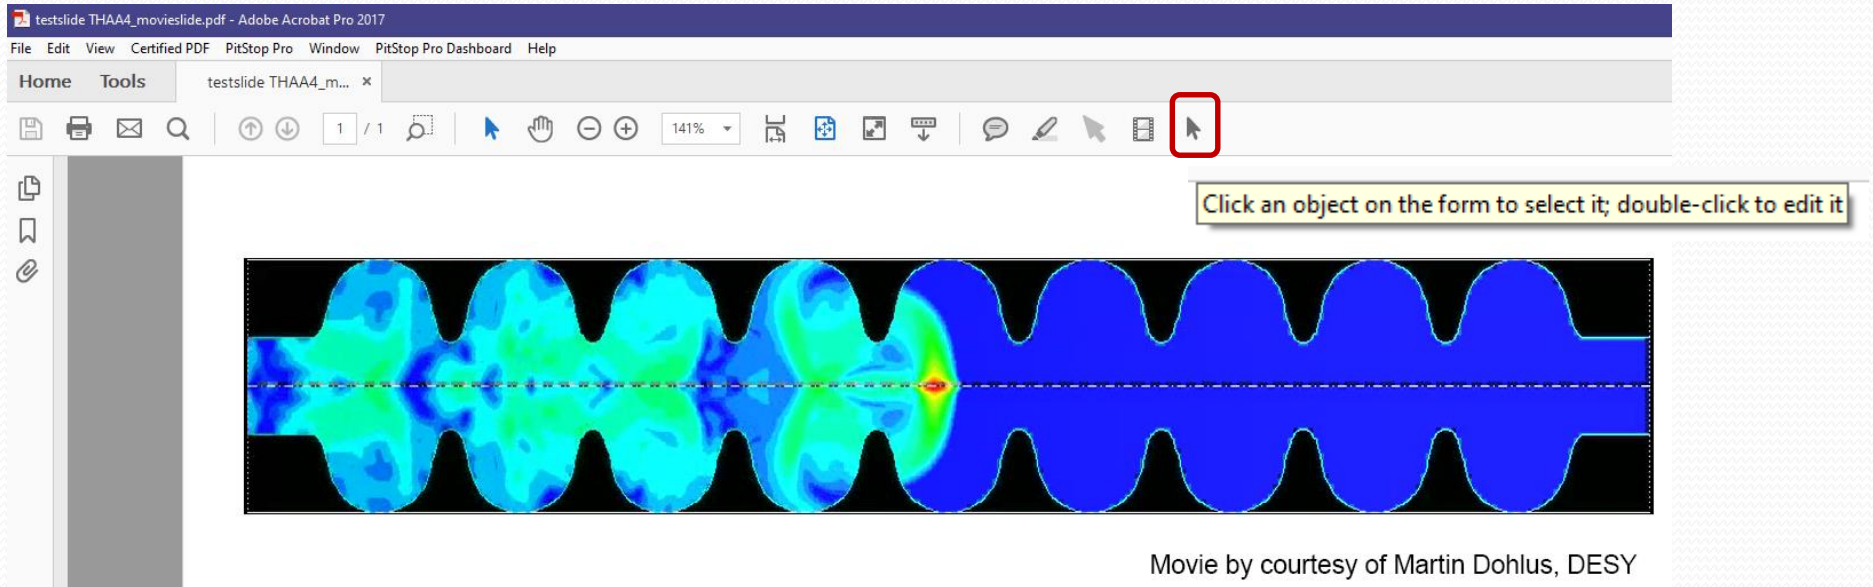 testslide THAA4_movieslide.pdf - Adobe Acrobat Pro 2017
File Edit View Certified PDF PitStop Pro Window PitStop Pro Dashboard Help
Home Tools testslide THAA4_m... ×
1 / 1 141%
Click an object on the form to select it; double-click to edit it
Movie by courtesy of Martin Dohlus, DESY